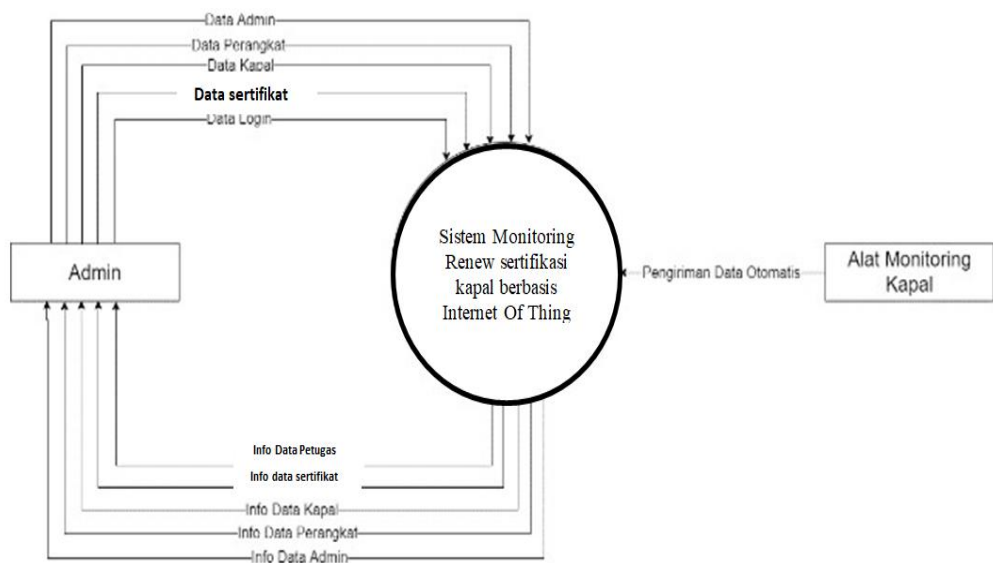 Data Admin
Data Perangkat
Data Kapal
Data sertifikat
Data Login
Sistem Monitoring
Renew sertifikasi
kapal berbasis
Internet Of Thing
Admin
Pengiriman Data Otomatis
Alat Monitoring
Kapal
Info Data Petugas
Info data sertifikat
Info Data Kapal
Info Data Perangkat
Info Data Admin